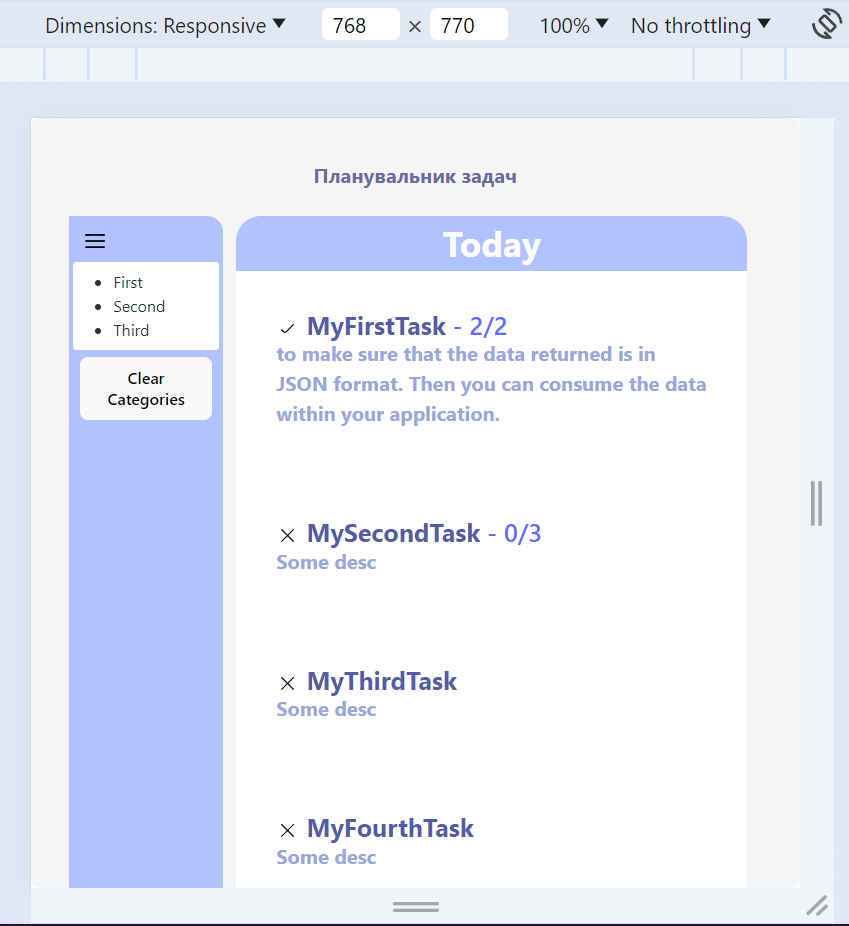 Dimensions: Responsive 768 × 770 100% No throttling
Планувальник задач
Today
First
Second
Third
Clear
Categories
MyFirstTask - 2/2
to make sure that the data returned is in
JSON format. Then you can consume the data
within your application.
MySecondTask - 0/3
Some desc
MyThirdTask
Some desc
MyFourthTask
Some desc